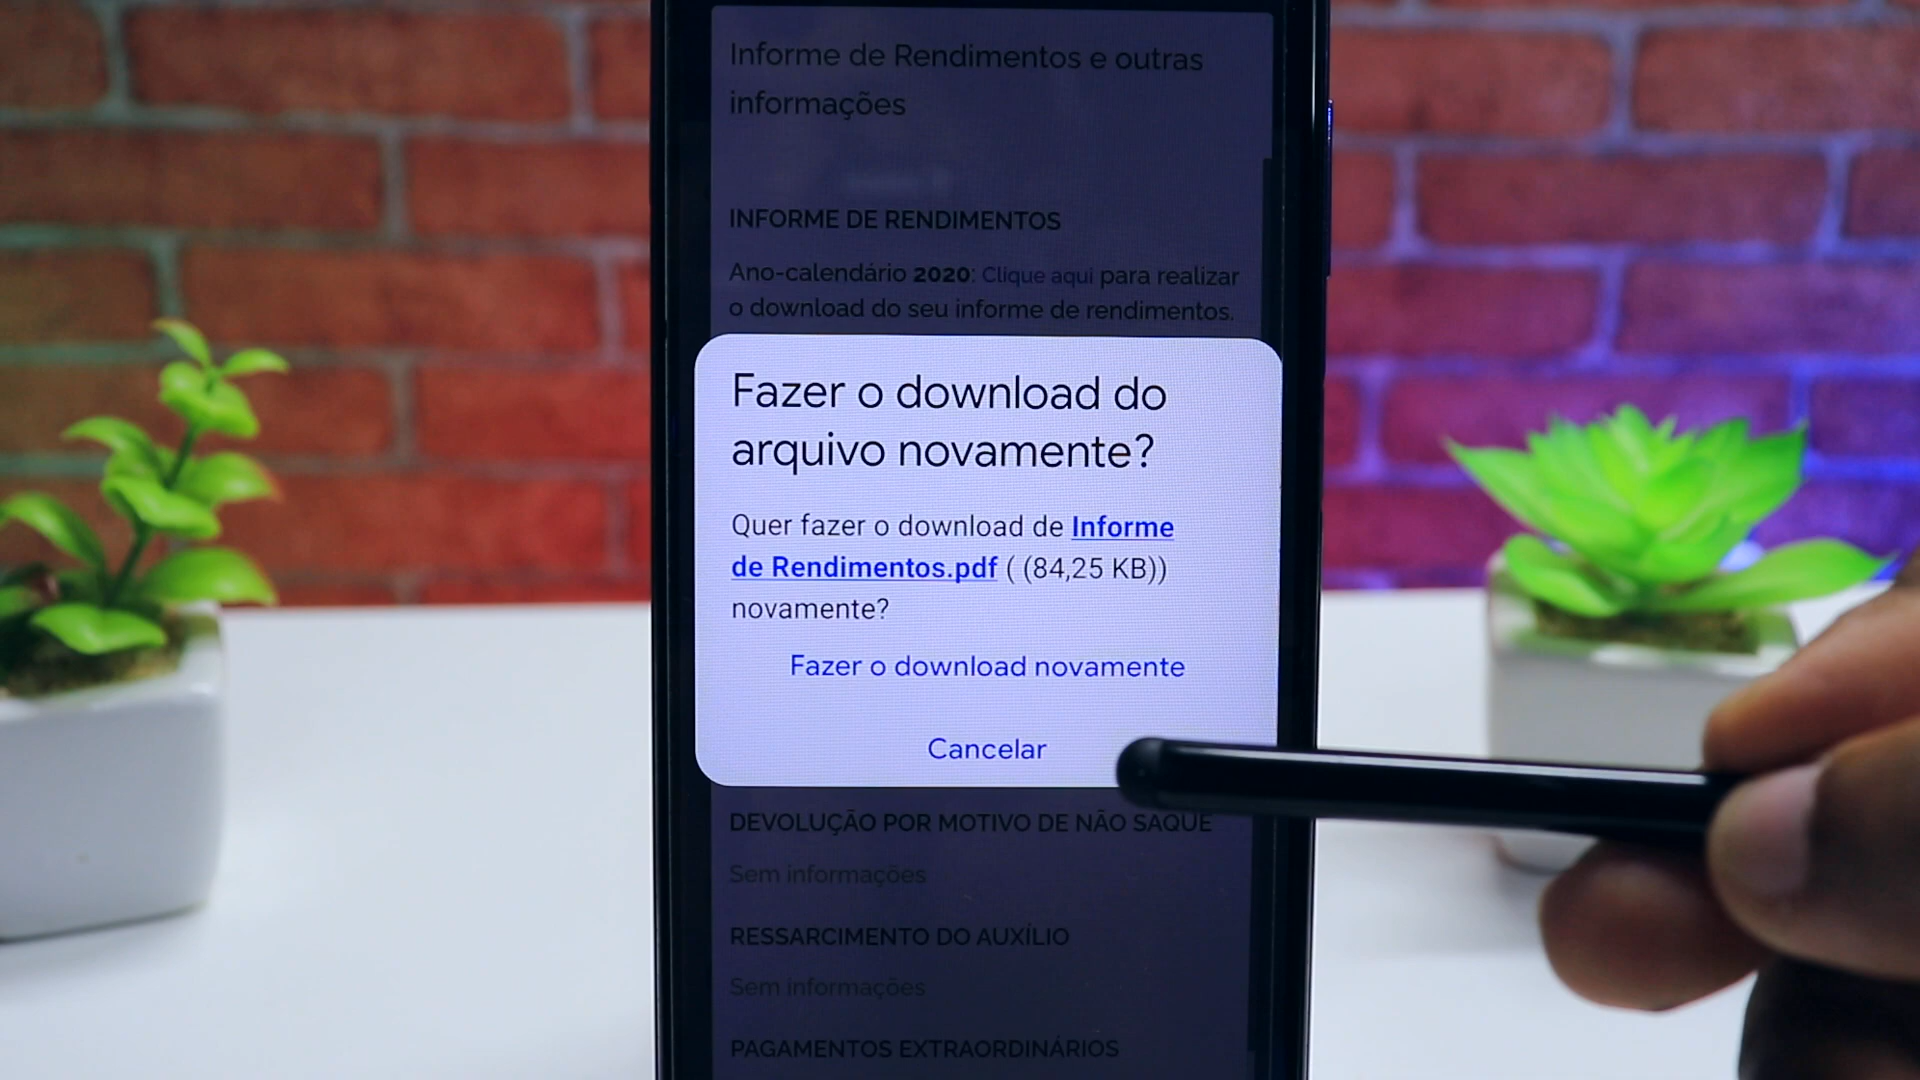 Informe de Rendimentos e outras
informações
INFORME DE RENDIMENTOS
Ano-calendário 2020: Clique aqui para realizar
o download do seu informe de rendimentos.
Fazer o download do
arquivo novamente?
Quer fazer o download de Informe
de Rendimentos.pdf ( (84,25 KB))
novamente?
Fazer o download novamente
Cancelar
DEVOLUÇÃO POR MOTIVO DE NÃO SAQUE
Sem informações
RESSARCIMENTO DO AUXÍLIO
Sem informações
PAGAMENTOS EXTRAORDINÁRIOS